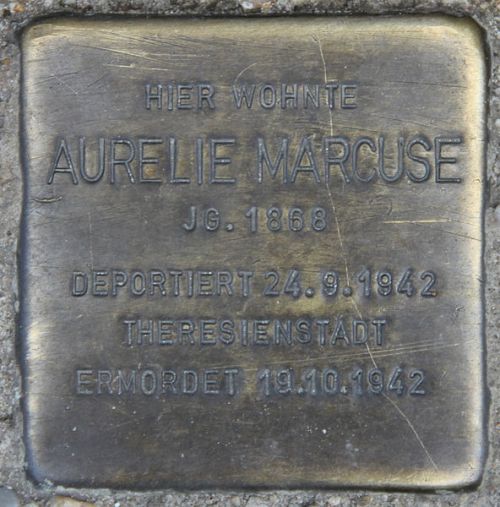 HIER WOHNTE
AURELIE MARCUSE
JG. 1868
DEPORTIERT 24.9.1942
THERESIENSTADT
ERMORDET 19.10.1942